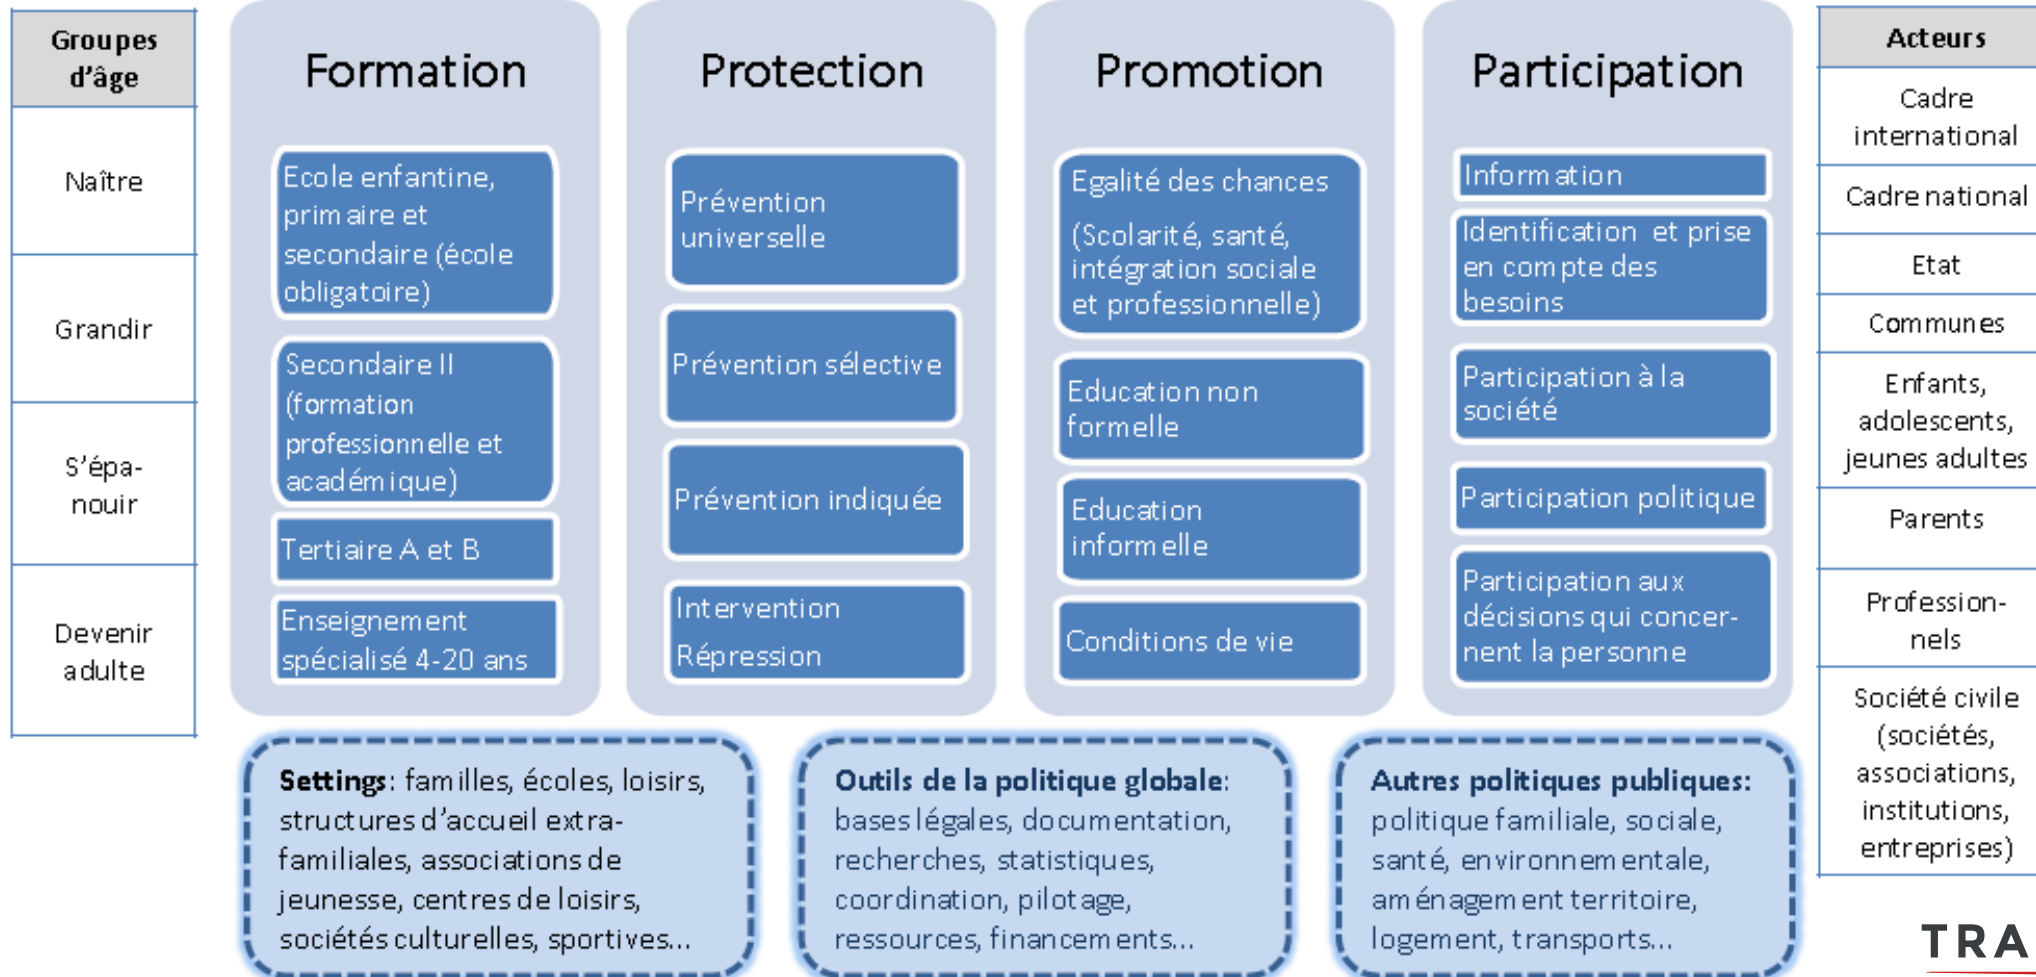 Groupes
d'âge
Naître
Grandir
S'épa-
nouir
Devenir
adulte
Formation
Ecole enfantine,
primaire et
secondaire (école
obligatoire)
Secondaire II
(formation
professionnelle et
académique)
Tertiaire A et B
Enseignement
spécialisé 4-20 ans
Protection
Prévention
universelle
Prévention sélective
Prévention indiquée
Intervention
Répression
Promotion
Egalité des chances
(Scolarité, santé,
intégration sociale
et professionnelle)
Education non
formelle
Education
informelle
Conditions de vie
Participation
Information
Identification et prise
en compte des
besoins
Participation à la
société
Participation politique
Participation aux
décisions qui concer-
nent la personne
Acteurs
Cadre
international
Cadre national
Etat
Communes
Enfants,
adolescents,
jeunes adultes
Parents
Profession-
nels
Société civile
(sociétés,
associations,
institutions,
entreprises)
Settings: familles, écoles, loisirs,
structures d'accueil extra-
familiales, associations de
jeunesse, centres de loisirs,
sociétés culturelles, sportives...
Outils de la politique globale:
bases légales, documentation,
recherches, statistiques,
coordination, pilotage,
ressources, financements...
Autres politiques publiques:
politique familiale, sociale,
santé, environnementale,
aménagement territoire,
logement, transports...
TRA